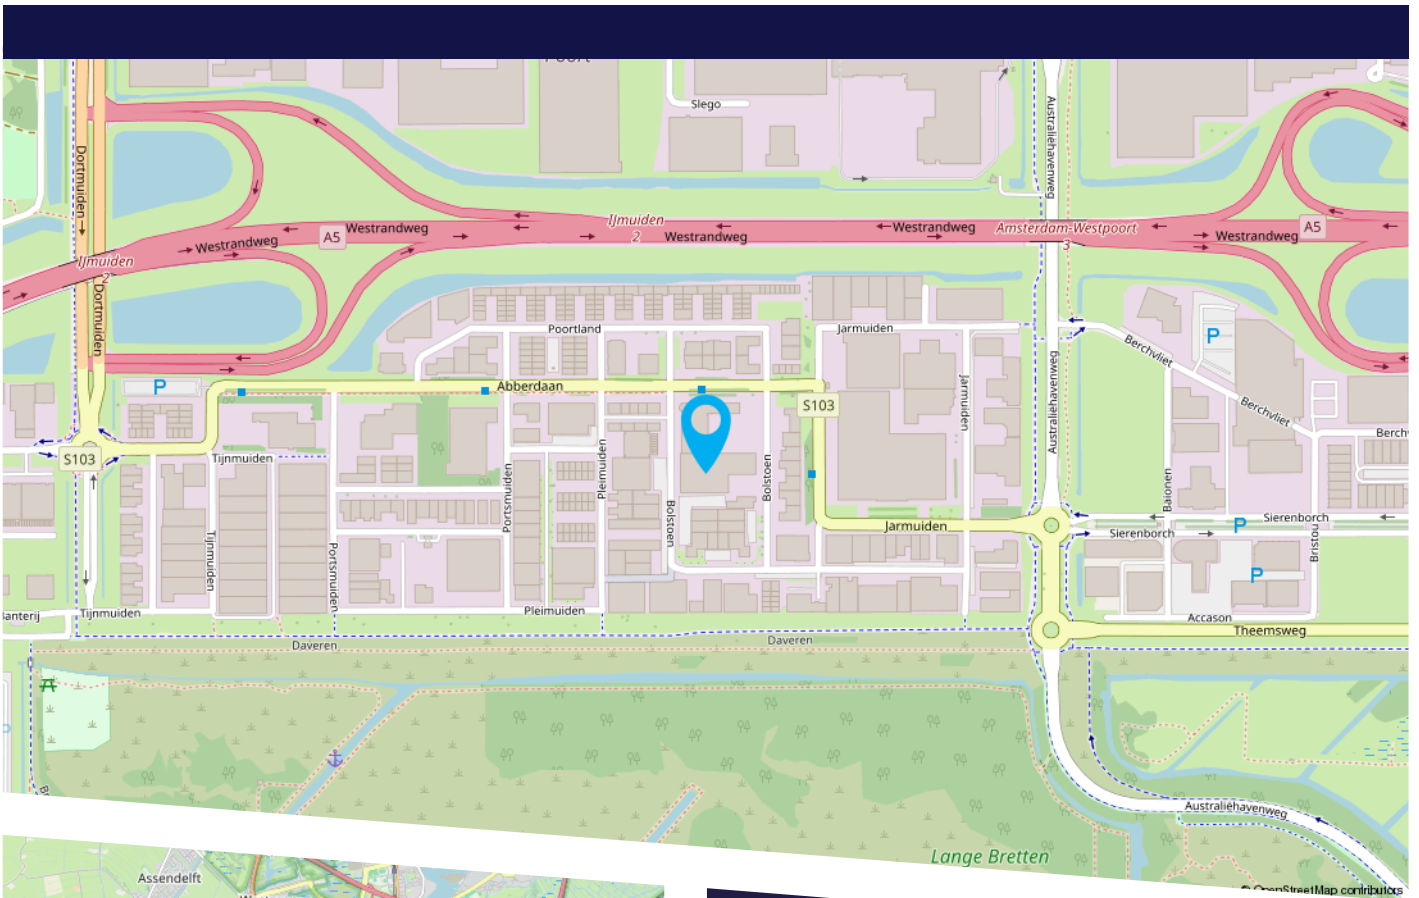 Poort
Slego
Australiëhavenweg
Dortmuiden
IJmuiden
2
Westrandweg
A5
Westrandweg
Westrandweg
Westrandweg
Amsterdam-Westpoort
3
A5
Westrandweg
Westrandweg
IJmuiden
2
Dortmuiden
Poortland
Jarmuiden
P
Berchvliet
P
Abberdaan
Jarmuiden
Australiëhavenweg
S103
Berchvliet
S103
Tijnmuiden
Pleimuiden
Bolstoen
Portsmuiden
Bolstoen
Baionen
Jarmuiden
Sierenborch
P
Sierenborch
Tijnmuiden
Portsmuiden
P
Tijnmuiden
Pleimuiden
Accason
Theemsweg
Daveren
Daveren
Australiëhavenweg
Lange Bretten
Assendelft
© OpenStreetMap contributors